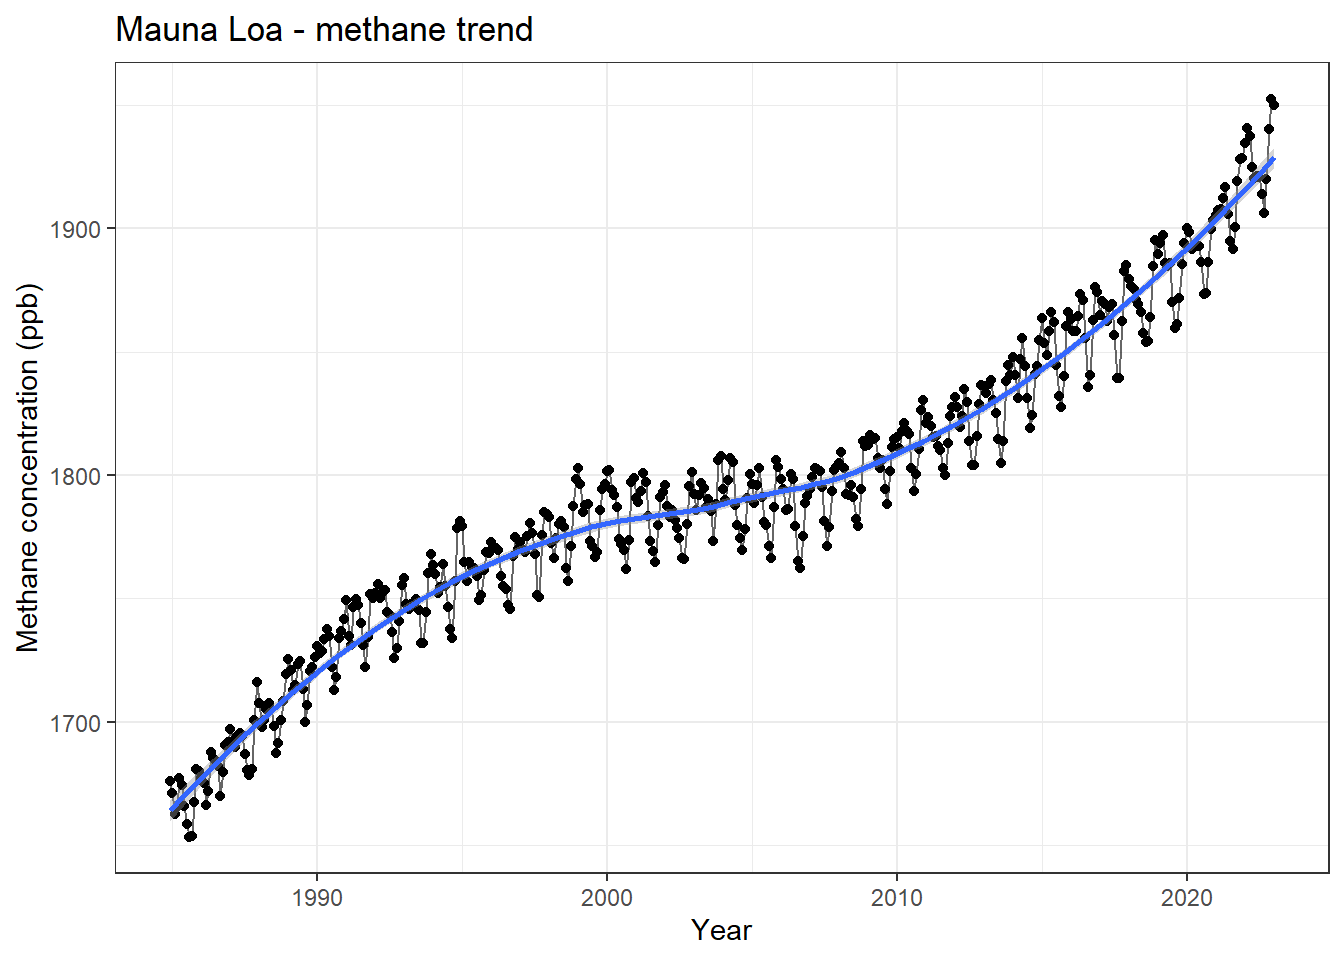 Mauna Loa - methane trend
Methane concentration (ppb)
1900
1800
1700
1990
2000
2010
2020
Year